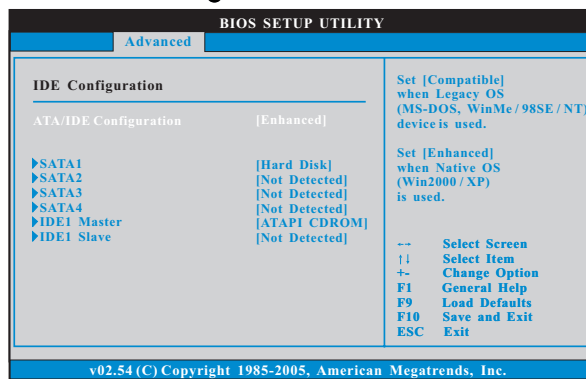 BIOS SETUP UTILITY
Advanced
IDE Configuration
ATA/IDE Configuration [Enhanced]
SATA1 [Hard Disk]
SATA2 [Not Detected]
SATA3 [Not Detected]
SATA4 [Not Detected]
IDE1 Master [ATAPI CDROM]
IDE1 Slave [Not Detected]
Set [Compatible]
when Legacy OS
(MS-DOS, WinMe / 98SE / NT)
device is used.
Set [Enhanced]
when Native OS
(Win2000 / XP)
is used.
←→ Select Screen
↑↓ Select Item
+- Change Option
F1 General Help
F9 Load Defaults
F10 Save and Exit
ESC Exit
v02.54 (C) Copyright 1985-2005, American Megatrends, Inc.